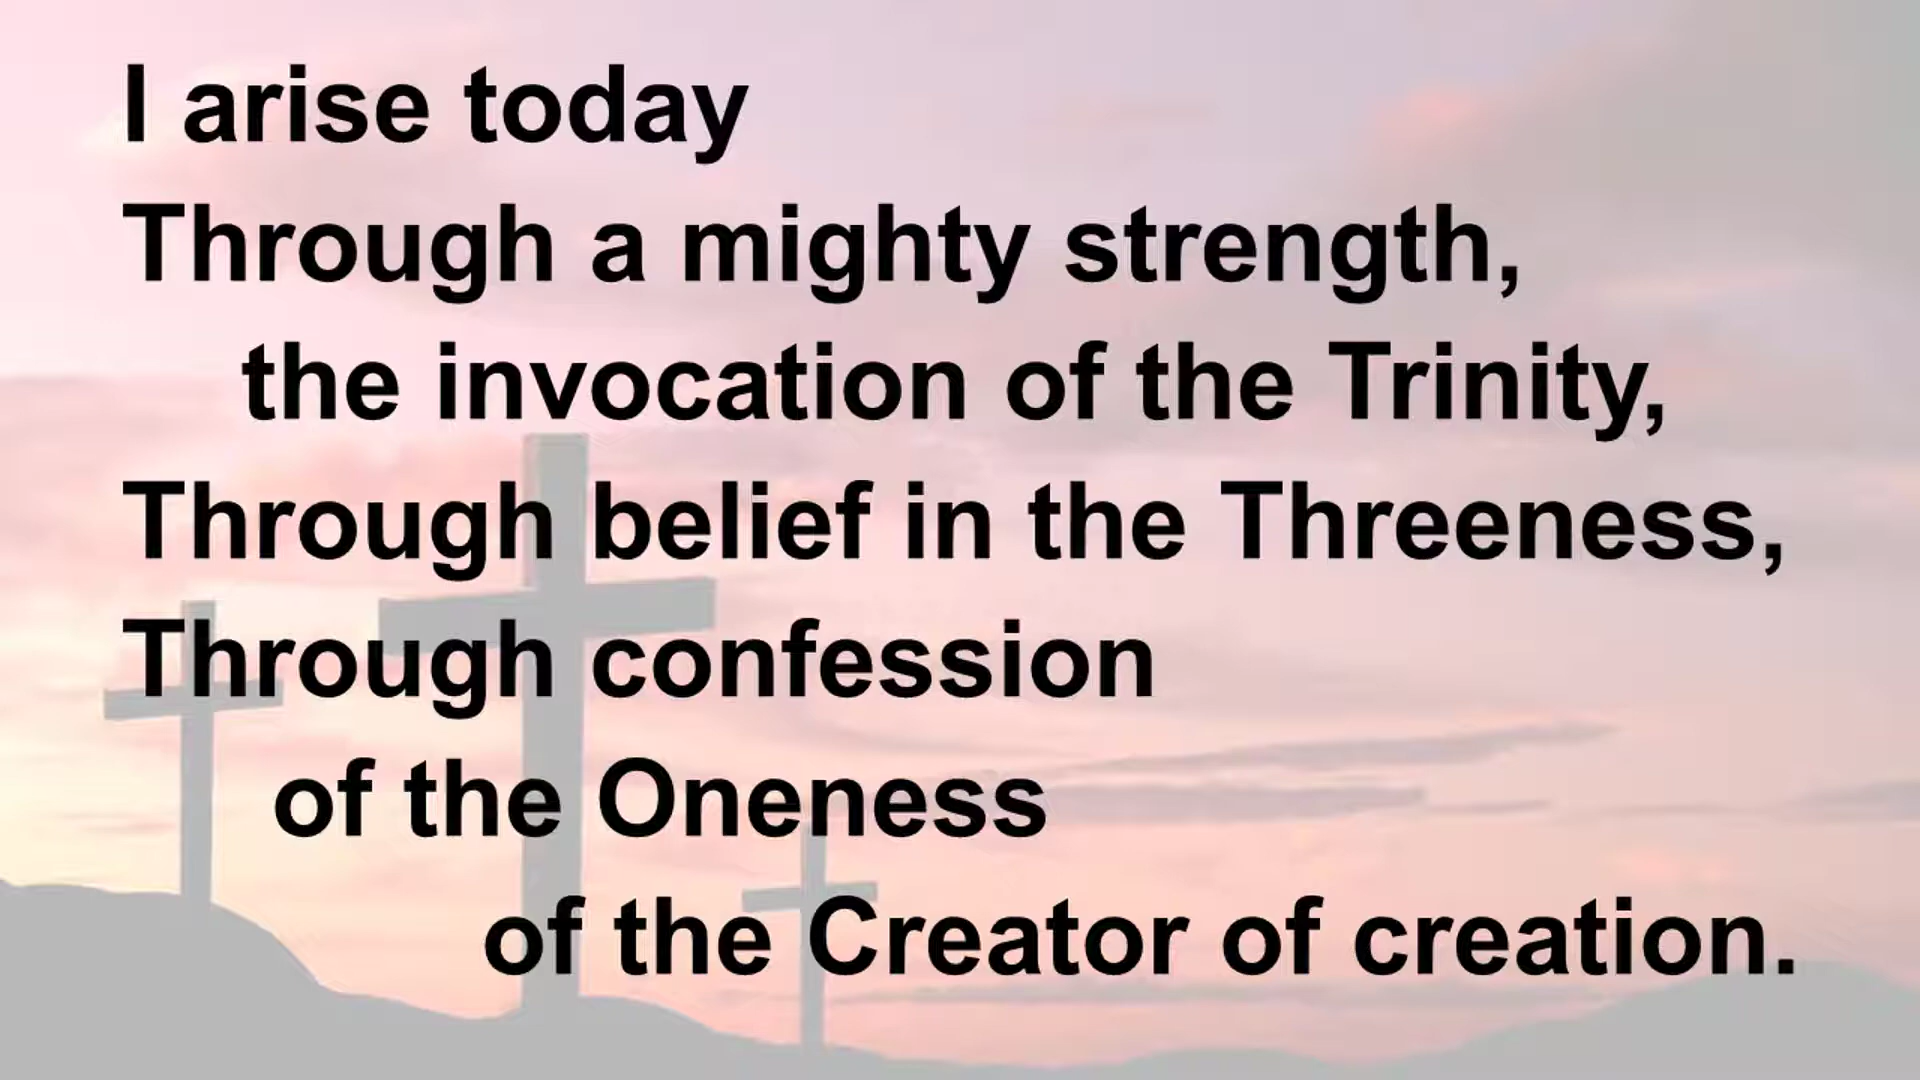 I arise today
Through a mighty strength,
the invocation of the Trinity,
Through belief in the Threeness,
Through confession
of the Oneness
of the Creator of creation.